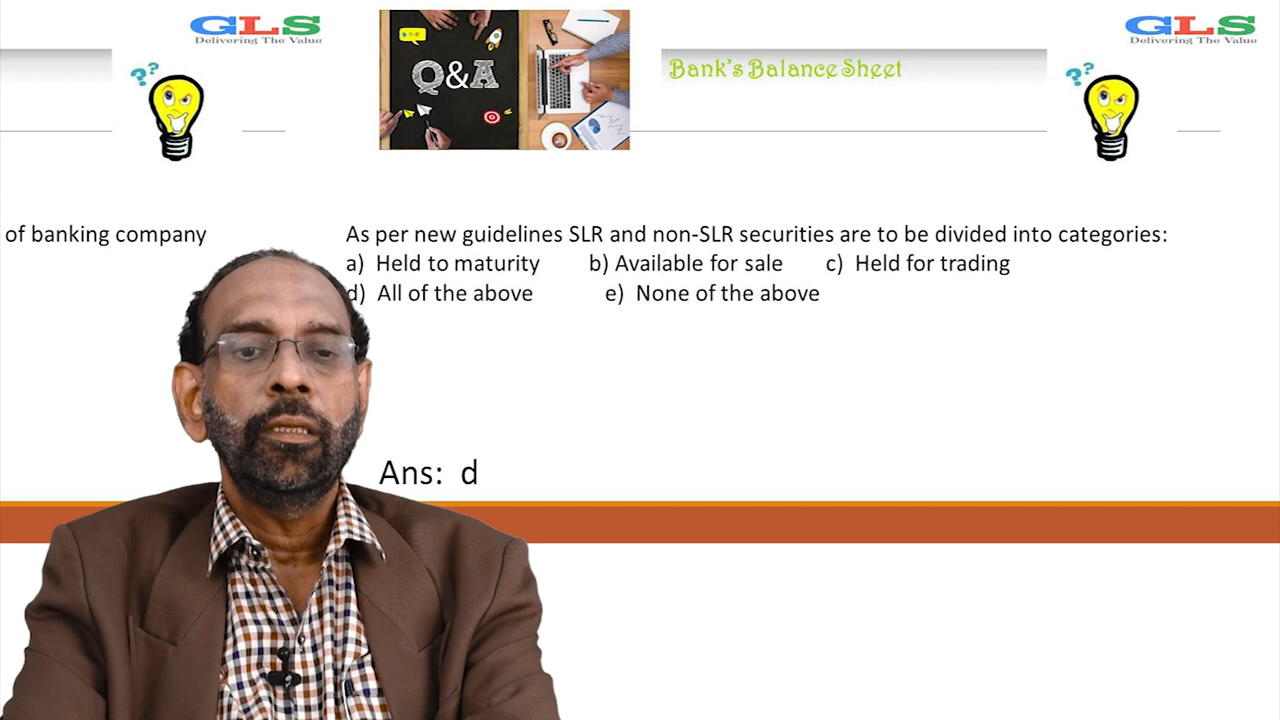 GLS
Delivering The Value
Q&A
Bank's Balance Sheet
GLS
Delivering The Value
of banking company
As per new guidelines SLR and non-SLR securities are to be divided into categories:
a) Held to maturity b) Available for sale c) Held for trading
d) All of the above e) None of the above
Ans: d